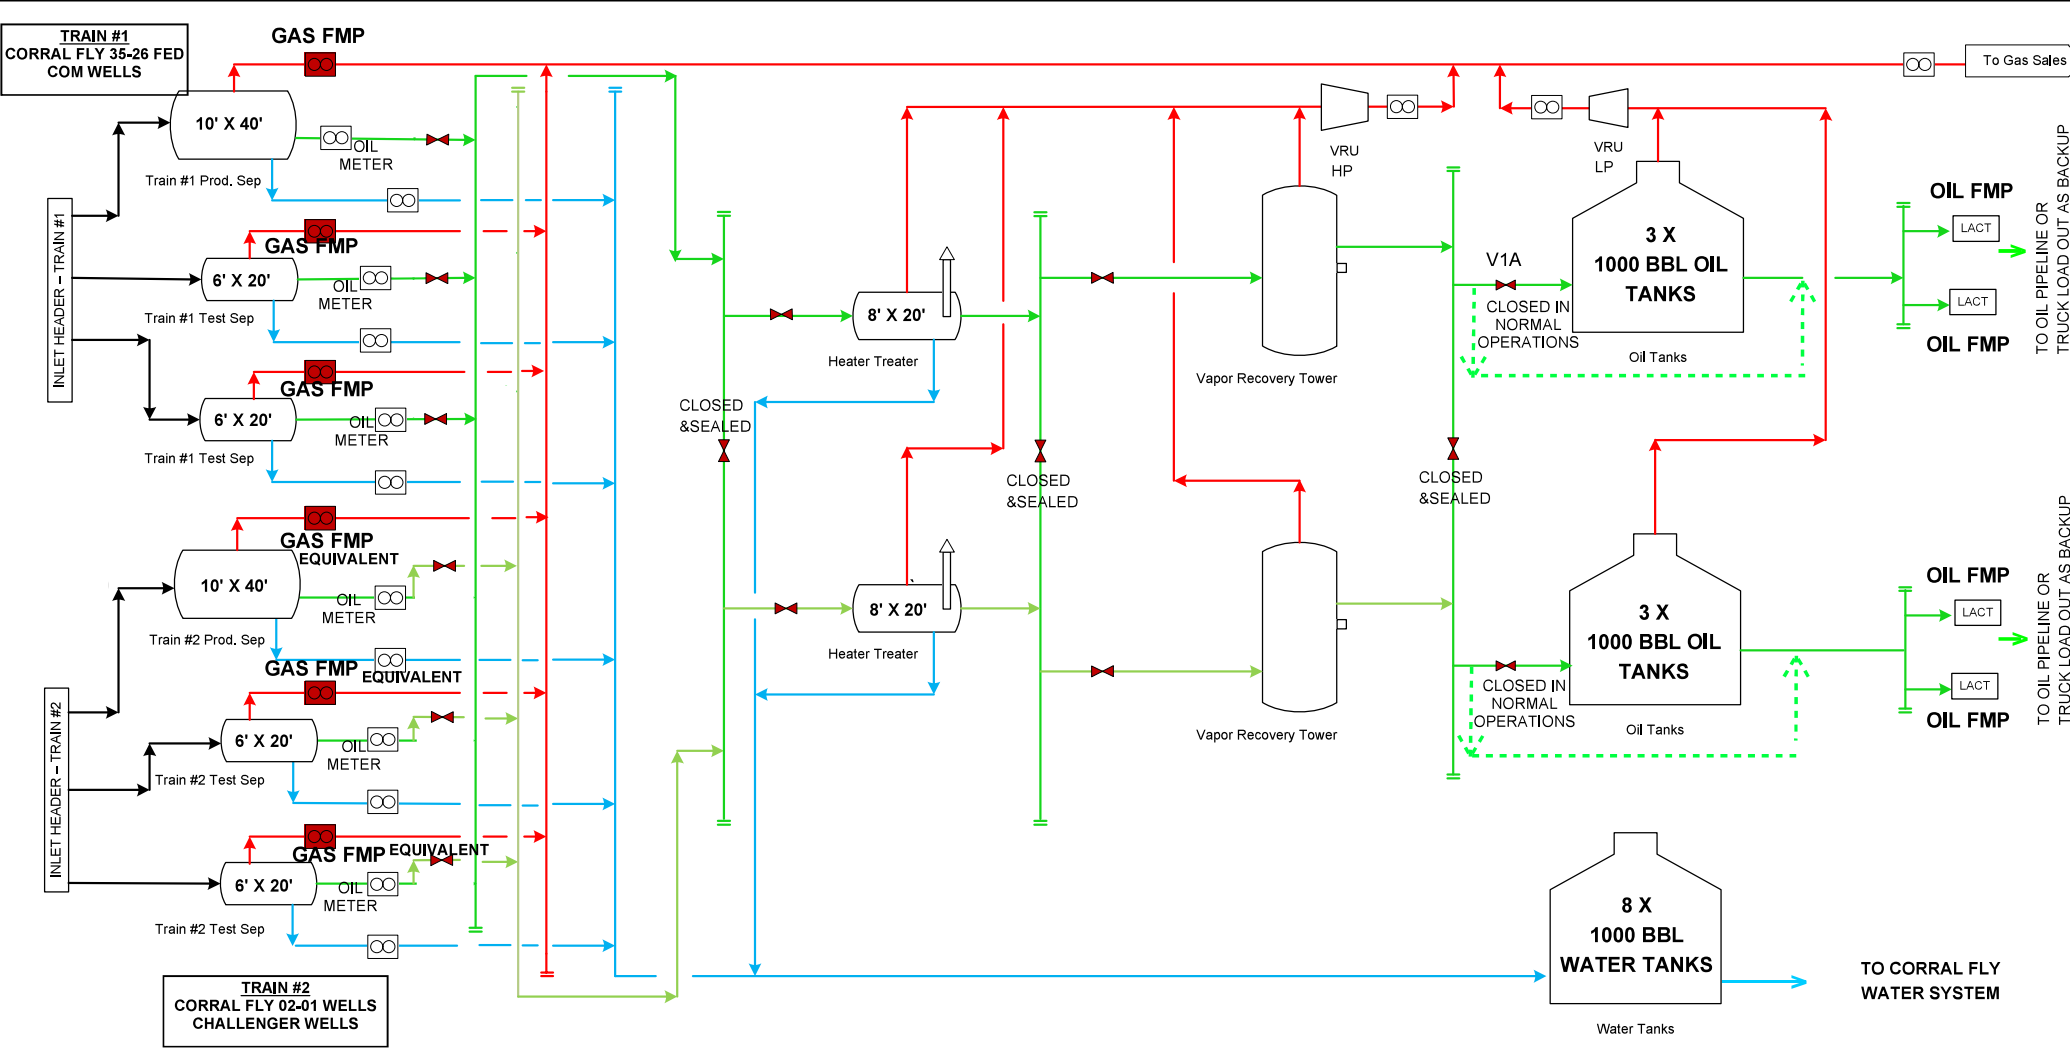 TRAIN #1
CORRAL FLY 35-26 FED
COM WELLS
GAS FMP
To Gas Sales
10' X 40'
OIL
METER
Train #1 Prod. Sep
INLET HEADER – TRAIN #1
GAS FMP
6' X 20'
OIL
METER
Train #1 Test Sep
GAS FMP
6' X 20'
OIL
METER
Train #1 Test Sep
GAS FMP
EQUIVALENT
10' X 40'
OIL
METER
Train #2 Prod. Sep
INLET HEADER – TRAIN #2
GAS FMP
EQUIVALENT
6' X 20'
OIL
METER
Train #2 Test Sep
GAS FMP
EQUIVALENT
6' X 20'
OIL
METER
Train #2 Test Sep
TRAIN #2
CORRAL FLY 02-01 WELLS
CHALLENGER WELLS
CLOSED
&SEALED
8' X 20'
Heater Treater
8' X 20'
Heater Treater
CLOSED
&SEALED
VRU
HP
VRU
LP
Vapor Recovery Tower
Vapor Recovery Tower
CLOSED
&SEALED
V1A
CLOSED IN
NORMAL
OPERATIONS
3 X
1000 BBL OIL
TANKS
Oil Tanks
OIL FMP
LACT
LACT
OIL FMP
TO OIL PIPELINE OR
TRUCK LOAD OUT AS BACKUP
CLOSED IN
NORMAL
OPERATIONS
3 X
1000 BBL OIL
TANKS
Oil Tanks
OIL FMP
LACT
LACT
OIL FMP
TO OIL PIPELINE OR
TRUCK LOAD OUT AS BACKUP
8 X
1000 BBL
WATER TANKS
Water Tanks
TO CORRAL FLY
WATER SYSTEM